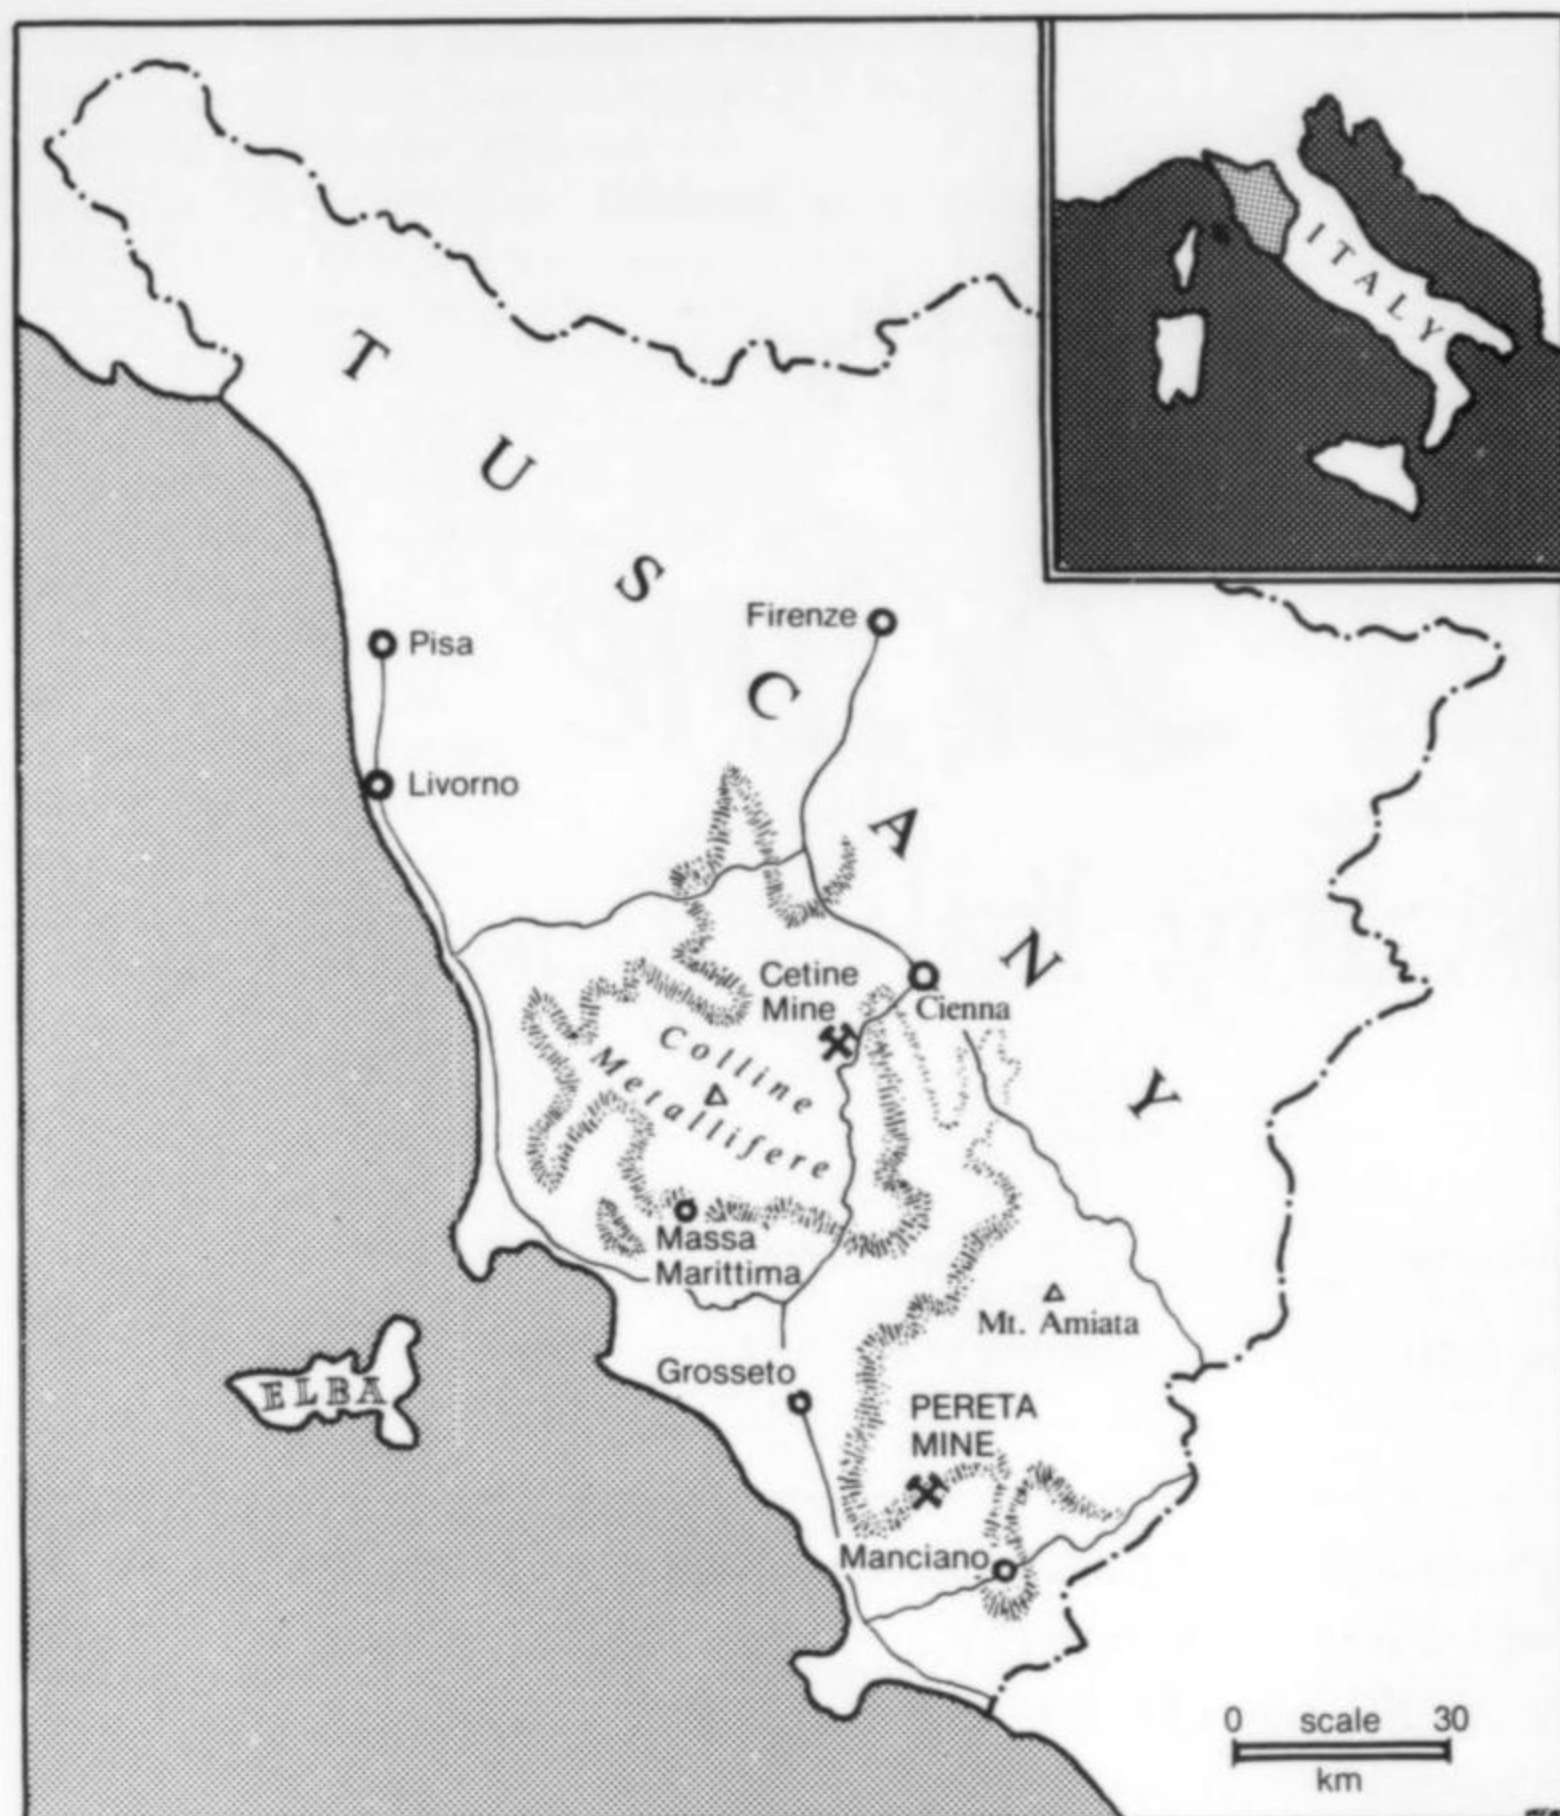 ITALY
TUSCANY
Firenze
Pisa
Livorno
Cetine
Mine
Cienna
Colline
Metallifere
Massa
Marittima
Mt. Amiata
ELBA
Grosseto
PERETA
MINE
Manciano
0 scale 30
km